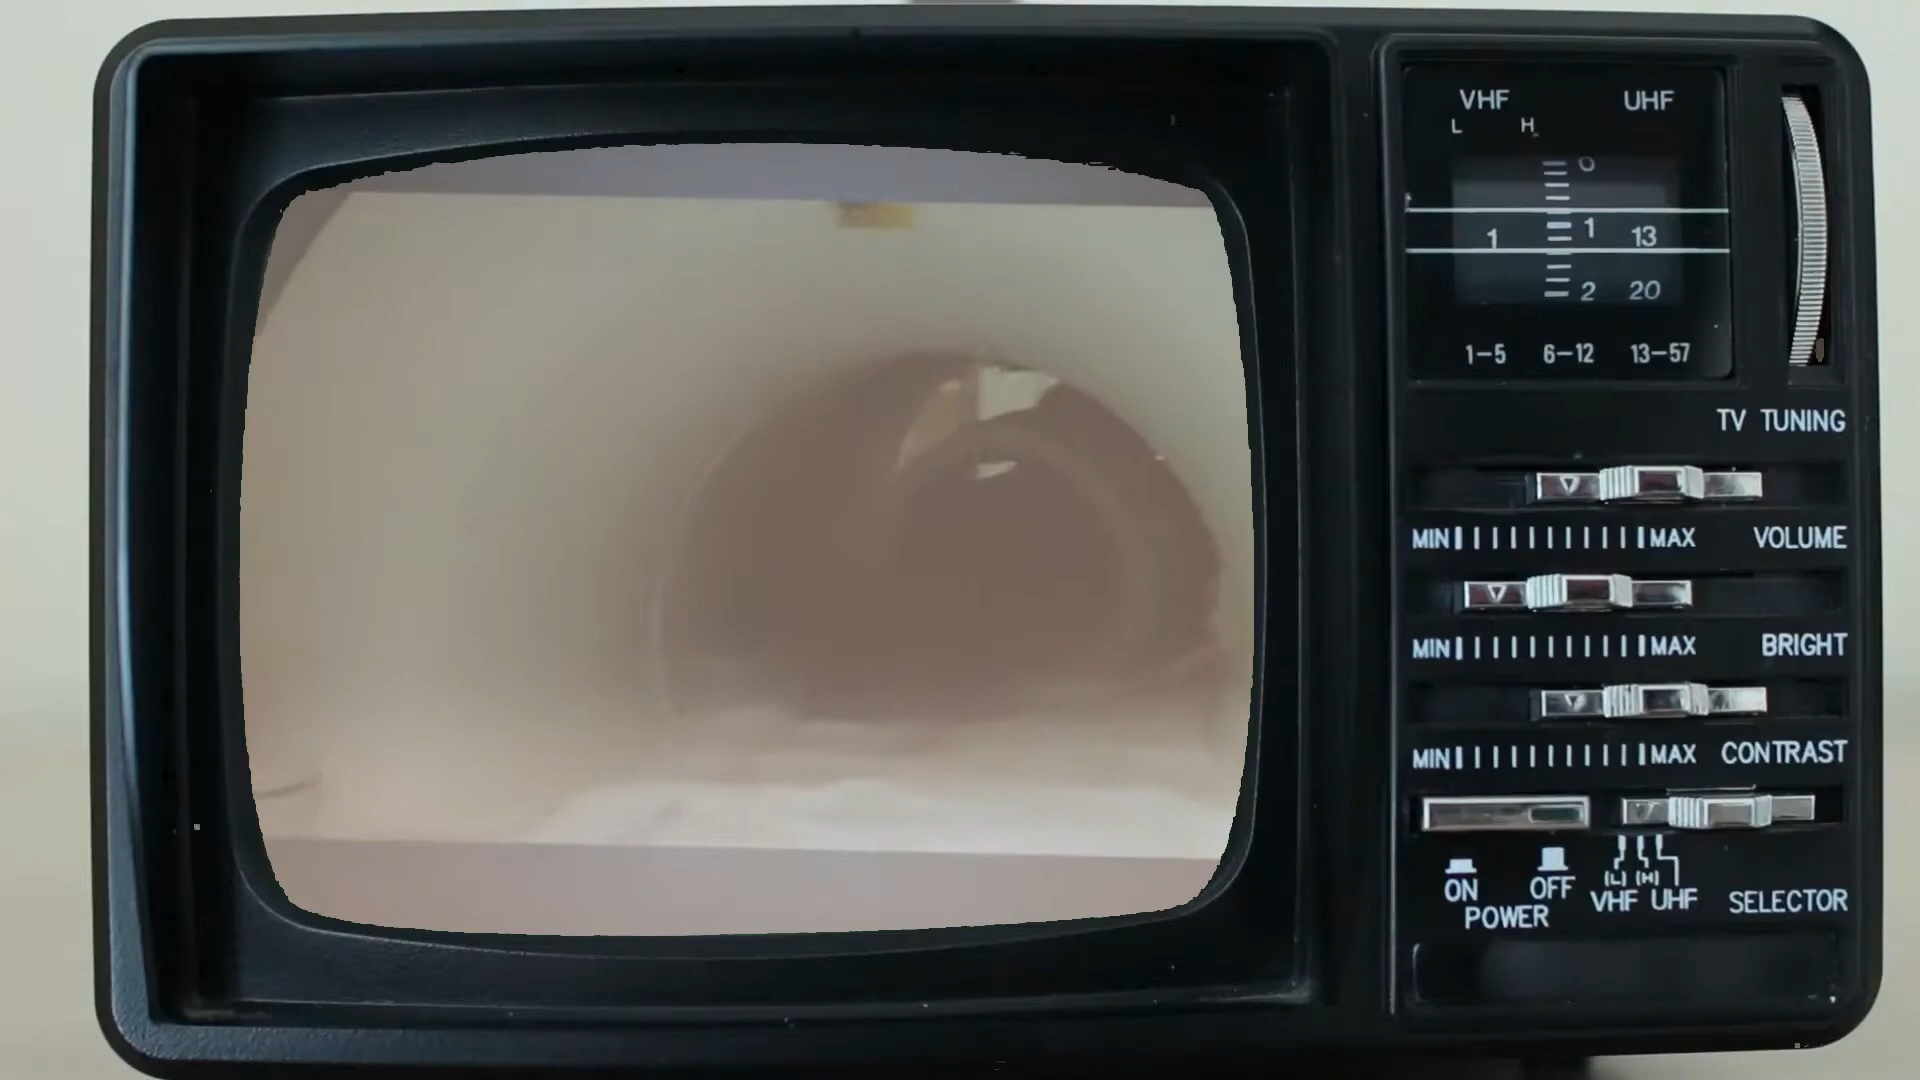 VHF UHF
L H
0
1 1 13
2 20
1-5 6-12 13-57
TV TUNING
MIN MAX VOLUME
MIN MAX BRIGHT
MIN MAX CONTRAST
(L) (H)
ON OFF VHF UHF SELECTOR
POWER